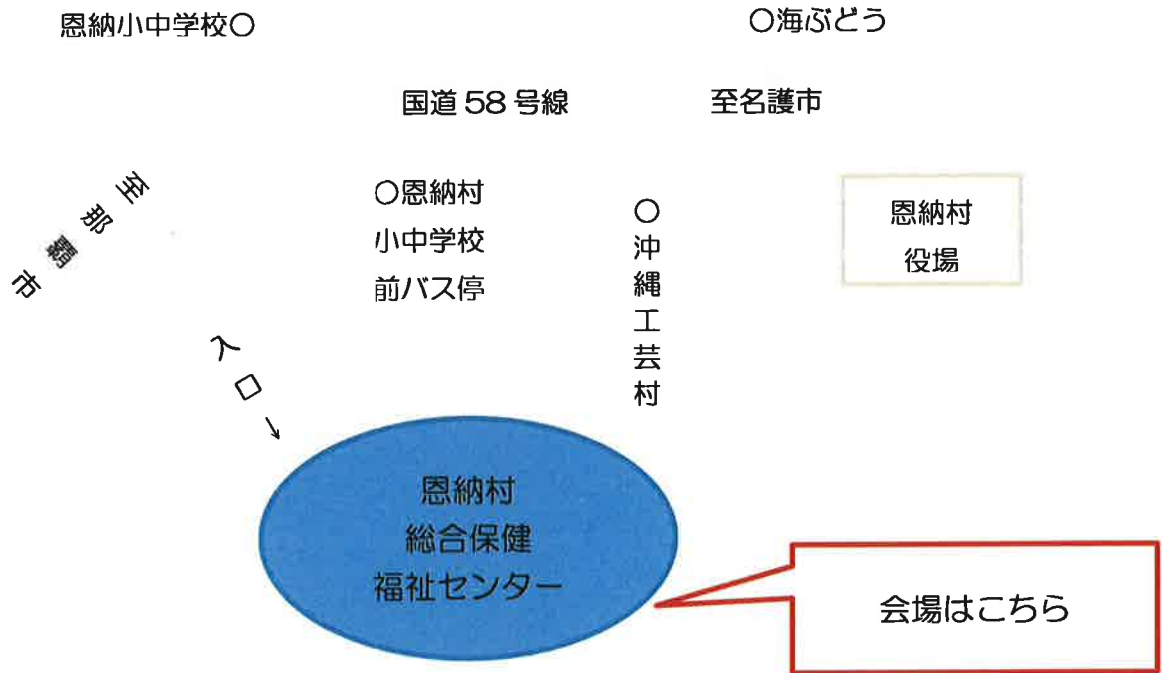 恩納小中学校○
○海ぶどう
国道58号線
至名護市
至那覇市
○恩納村
小中学校
前バス停
○沖縄工芸村
恩納村
役場
入口→
恩納村
総合保健
福祉センター
会場はこちら